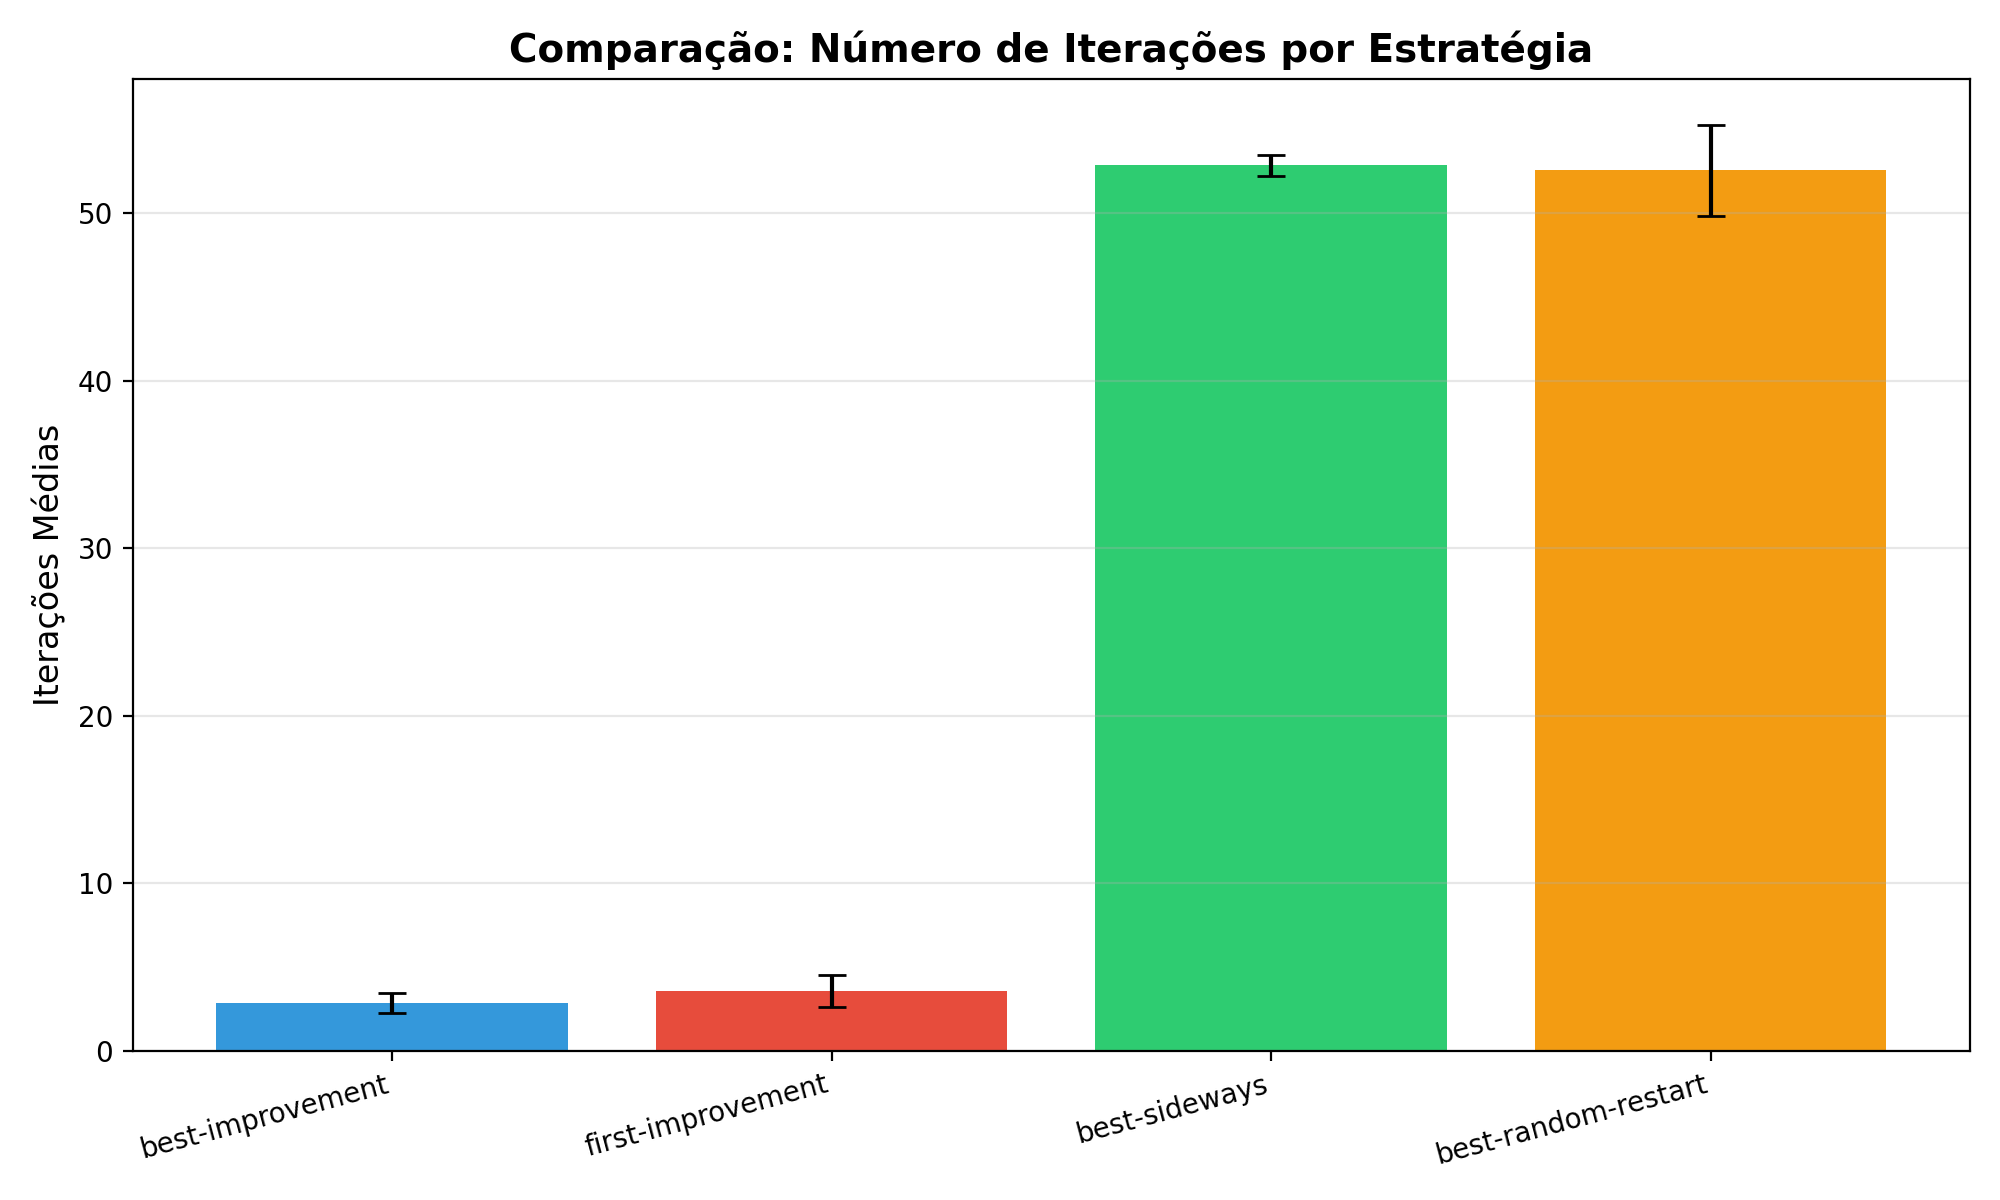 Comparação: Número de Iterações por Estratégia
Iterações Médias
50
40
30
20
10
0
best-improvement
first-improvement
best-sideways
best-random-restart